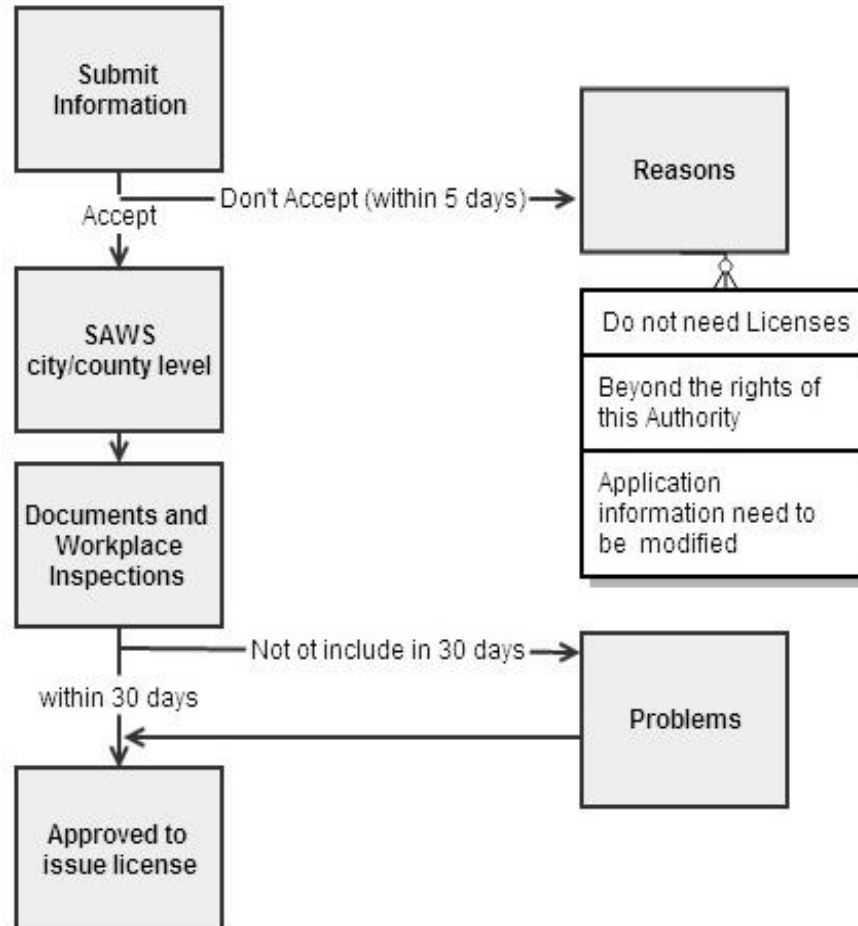 Submit
Information
Don't Accept (within 5 days)
Reasons
Accept
Do not need Licenses
SAWS
city/county level
Beyond the rights of
this Authority
Application
information need to
be modified
Documents and
Workplace
Inspections
Not ot include in 30 days
within 30 days
Problems
Approved to
issue license